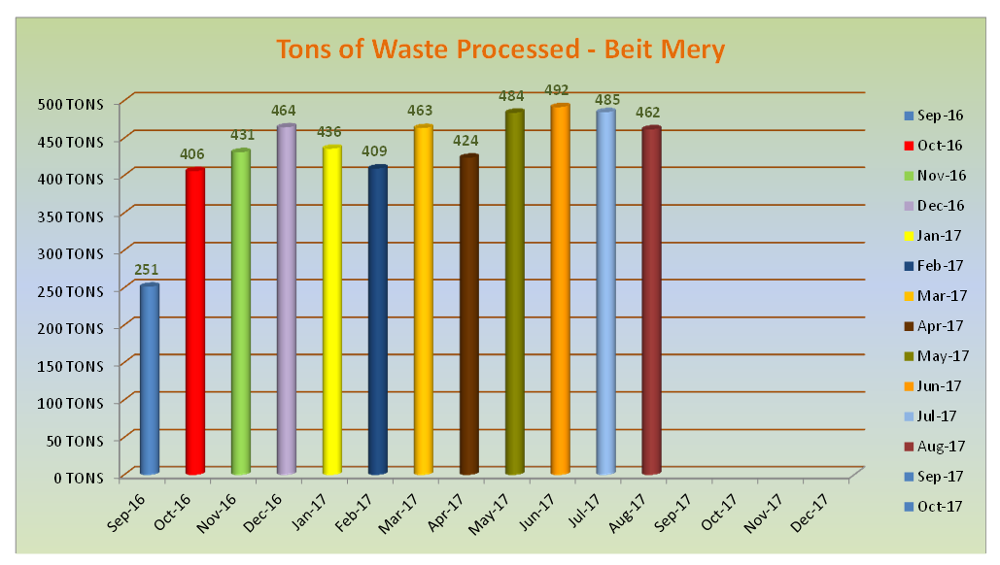 Tons of Waste Processed - Beit Mery
500 TONS
450 TONS
400 TONS
350 TONS
300 TONS
250 TONS
200 TONS
150 TONS
100 TONS
50 TONS
0 TONS
251
406
431
464
436
409
463
424
484
492
485
462
Sep-16
Oct-16
Nov-16
Dec-16
Jan-17
Feb-17
Mar-17
Apr-17
May-17
Jun-17
Jul-17
Aug-17
Sep-17
Oct-17
Nov-17
Dec-17
Sep-16
Oct-16
Nov-16
Dec-16
Jan-17
Feb-17
Mar-17
Apr-17
May-17
Jun-17
Jul-17
Aug-17
Sep-17
Oct-17